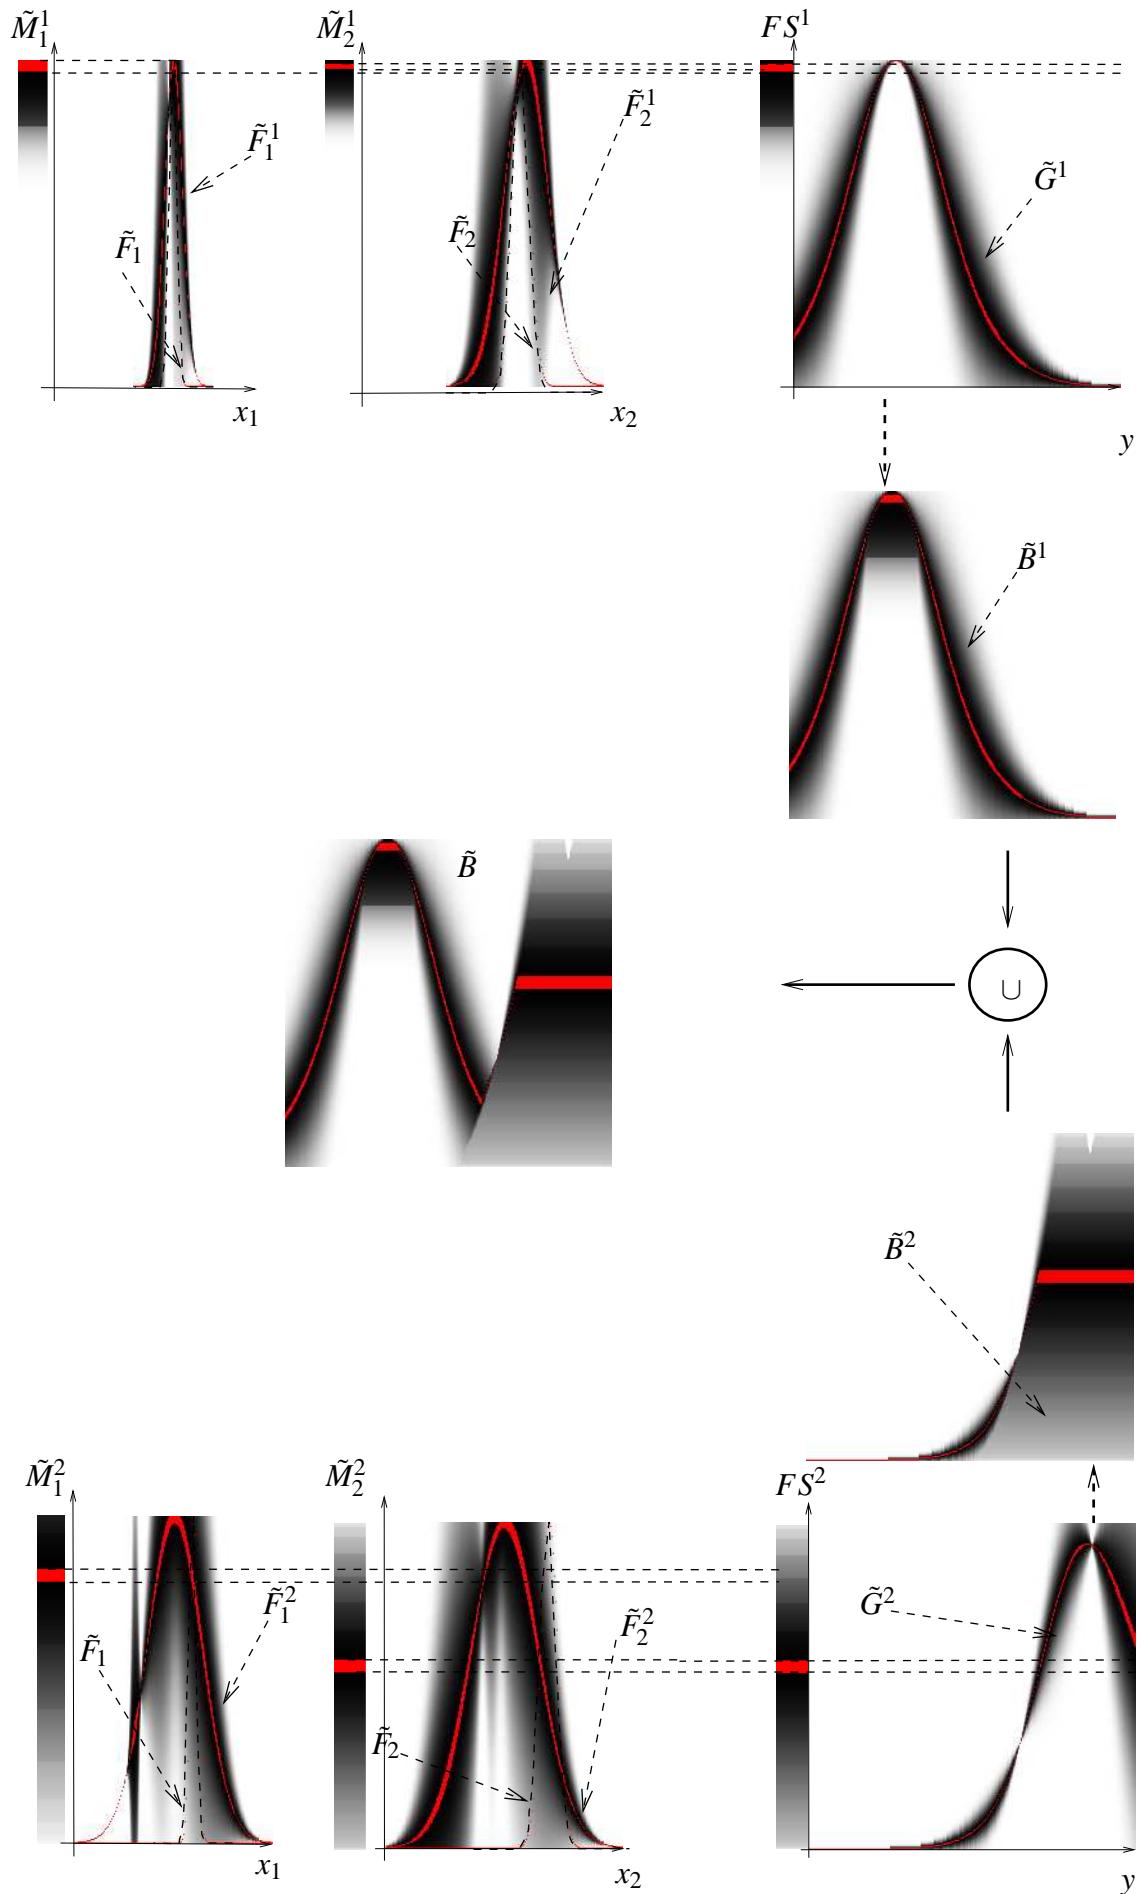 M̃₁¹ M̃₂¹ FS¹
F̃₁¹ F̃₂¹
F̃₁ F̃₂ G̃¹
x₁ x₂ y
B̃¹
B̃
∪
B̃²
M̃₁² M̃₂² FS²
F̃₁ F̃₁² F̃₂² G̃²
F̃₂
x₁ x₂ y